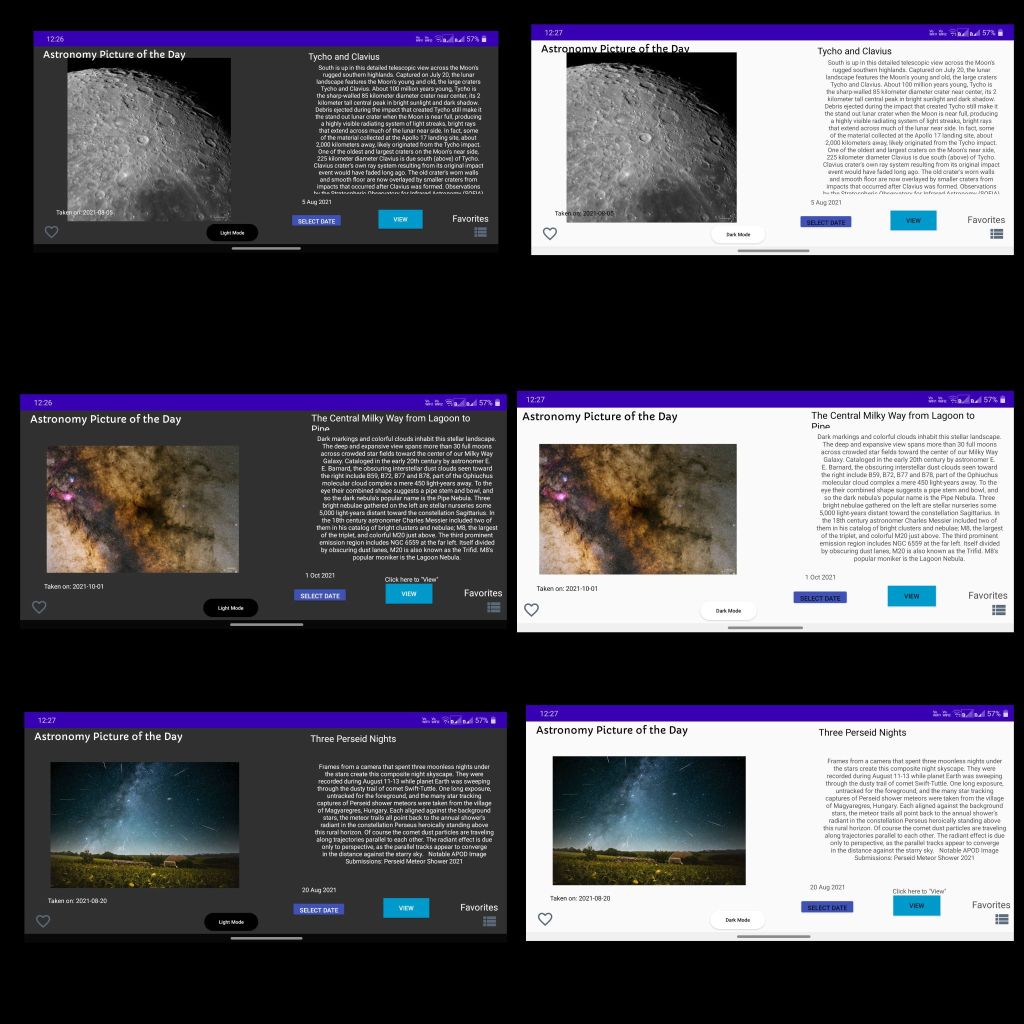 12:26
57%
Astronomy Picture of the Day
Tycho and Clavius
South is up in this detailed telescopic view across the Moon's
rugged southern highlands. Captured on July 20, the lunar
landscape features the Moon's young and old, the large craters
Tycho and Clavius. About 100 million years young, Tycho is
the sharp-walled 85 kilometer diameter crater near center, its 2
kilometer tall central peak in bright sunlight and dark shadow.
Debris ejected during the impact that created Tycho still make it
the stand out lunar crater when the Moon is near full, producing
a highly visible radiating system of light streaks, bright rays
that extend across much of the lunar near side. In fact, some
of the material collected at the Apollo 17 landing site, about
2,000 kilometers away, likely originated from the Tycho impact.
One of the oldest and largest craters on the Moon's near side,
225 kilometer diameter Clavius is due south (above) of Tycho.
Clavius crater's own ray system resulting from its original impact
event would have faded long ago. The old crater's worn walls
and smooth floor are now overlayed by smaller craters from
impacts that occurred after Clavius was formed. Observations
by the Stratospheric Observatory for Infrared Astronomy (SOFIA)
5 Aug 2021
Taken on: 2021-08-05
SELECT DATE
VIEW
Favorites
Light Mode
12:27
57%
Astronomy Picture of the Day
Tycho and Clavius
South is up in this detailed telescopic view across the Moon's
rugged southern highlands. Captured on July 20, the lunar
landscape features the Moon's young and old, the large craters
Tycho and Clavius. About 100 million years young, Tycho is
the sharp-walled 85 kilometer diameter crater near center, its 2
kilometer tall central peak in bright sunlight and dark shadow.
Debris ejected during the impact that created Tycho still make it
the stand out lunar crater when the Moon is near full, producing
a highly visible radiating system of light streaks, bright rays
that extend across much of the lunar near side. In fact, some
of the material collected at the Apollo 17 landing site, about
2,000 kilometers away, likely originated from the Tycho impact.
One of the oldest and largest craters on the Moon's near side,
225 kilometer diameter Clavius is due south (above) of Tycho.
Clavius crater's own ray system resulting from its original impact
event would have faded long ago. The old crater's worn walls
and smooth floor are now overlayed by smaller craters from
impacts that occurred after Clavius was formed. Observations
by the Stratospheric Observatory for Infrared Astronomy (SOFIA)
5 Aug 2021
Taken on: 2021-08-05
SELECT DATE
VIEW
Favorites
Dark Mode
12:26
57%
Astronomy Picture of the Day
The Central Milky Way from Lagoon to
Pipe
Dark markings and colorful clouds inhabit this stellar landscape.
The deep and expansive view spans more than 30 full moons
across crowded star fields toward the center of our Milky Way
Galaxy. Cataloged in the early 20th century by astronomer E.
E. Barnard, the obscuring interstellar dust clouds seen toward
the right include B59, B72, B77 and B78, part of the Ophiuchus
molecular cloud complex a mere 450 light-years away. To the
eye their combined shape suggests a pipe stem and bowl, and
so the dark nebula's popular name is the Pipe Nebula. Three
bright nebulae gathered on the left are stellar nurseries some
5,000 light-years distant toward the constellation Sagittarius. In
the 18th century astronomer Charles Messier included two of
them in his catalog of bright clusters and nebulae; M8, the largest
of the triplet, and colorful M20 just above. The third prominent
emission region includes NGC 6559 at the far left. Itself divided
by obscuring dust lanes, M20 is also known as the Trifid. M8's
popular moniker is the Lagoon Nebula.
1 Oct 2021
Click here to "View"
Taken on: 2021-10-01
SELECT DATE
VIEW
Favorites
Light Mode
12:27
57%
Astronomy Picture of the Day
The Central Milky Way from Lagoon to
Pipe
Dark markings and colorful clouds inhabit this stellar landscape.
The deep and expansive view spans more than 30 full moons
across crowded star fields toward the center of our Milky Way
Galaxy. Cataloged in the early 20th century by astronomer E.
E. Barnard, the obscuring interstellar dust clouds seen toward
the right include B59, B72, B77 and B78, part of the Ophiuchus
molecular cloud complex a mere 450 light-years away. To the
eye their combined shape suggests a pipe stem and bowl, and
so the dark nebula's popular name is the Pipe Nebula. Three
bright nebulae gathered on the left are stellar nurseries some
5,000 light-years distant toward the constellation Sagittarius. In
the 18th century astronomer Charles Messier included two of
them in his catalog of bright clusters and nebulae; M8, the largest
of the triplet, and colorful M20 just above. The third prominent
emission region includes NGC 6559 at the far left. Itself divided
by obscuring dust lanes, M20 is also known as the Trifid. M8's
popular moniker is the Lagoon Nebula.
1 Oct 2021
Taken on: 2021-10-01
SELECT DATE
VIEW
Favorites
Dark Mode
12:27
57%
Astronomy Picture of the Day
Three Perseid Nights
Frames from a camera that spent three moonless nights under
the stars create this composite night skyscape. They were
recorded during August 11-13 while planet Earth was sweeping
through the dusty trail of comet Swift-Tuttle. One long exposure,
untracked for the foreground, and the many star tracking
captures of Perseid shower meteors were taken from the village
of Magyaregres, Hungary. Each aligned against the background
stars, the meteor trails all point back to the annual shower's
radiant in the constellation Perseus heroically standing above
this rural horizon. Of course the comet dust particles are traveling
along trajectories parallel to each other. The radiant effect is due
only to perspective, as the parallel tracks appear to converge
in the distance against the starry sky. Notable APOD Image
Submissions: Perseid Meteor Shower 2021
20 Aug 2021
Taken on: 2021-08-20
SELECT DATE
VIEW
Favorites
Light Mode
12:27
57%
Astronomy Picture of the Day
Three Perseid Nights
Frames from a camera that spent three moonless nights under
the stars create this composite night skyscape. They were
recorded during August 11-13 while planet Earth was sweeping
through the dusty trail of comet Swift-Tuttle. One long exposure,
untracked for the foreground, and the many star tracking
captures of Perseid shower meteors were taken from the village
of Magyaregres, Hungary. Each aligned against the background
stars, the meteor trails all point back to the annual shower's
radiant in the constellation Perseus heroically standing above
this rural horizon. Of course the comet dust particles are traveling
along trajectories parallel to each other. The radiant effect is due
only to perspective, as the parallel tracks appear to converge
in the distance against the starry sky. Notable APOD Image
Submissions: Perseid Meteor Shower 2021
20 Aug 2021
Click here to "View"
Taken on: 2021-08-20
SELECT DATE
VIEW
Favorites
Dark Mode